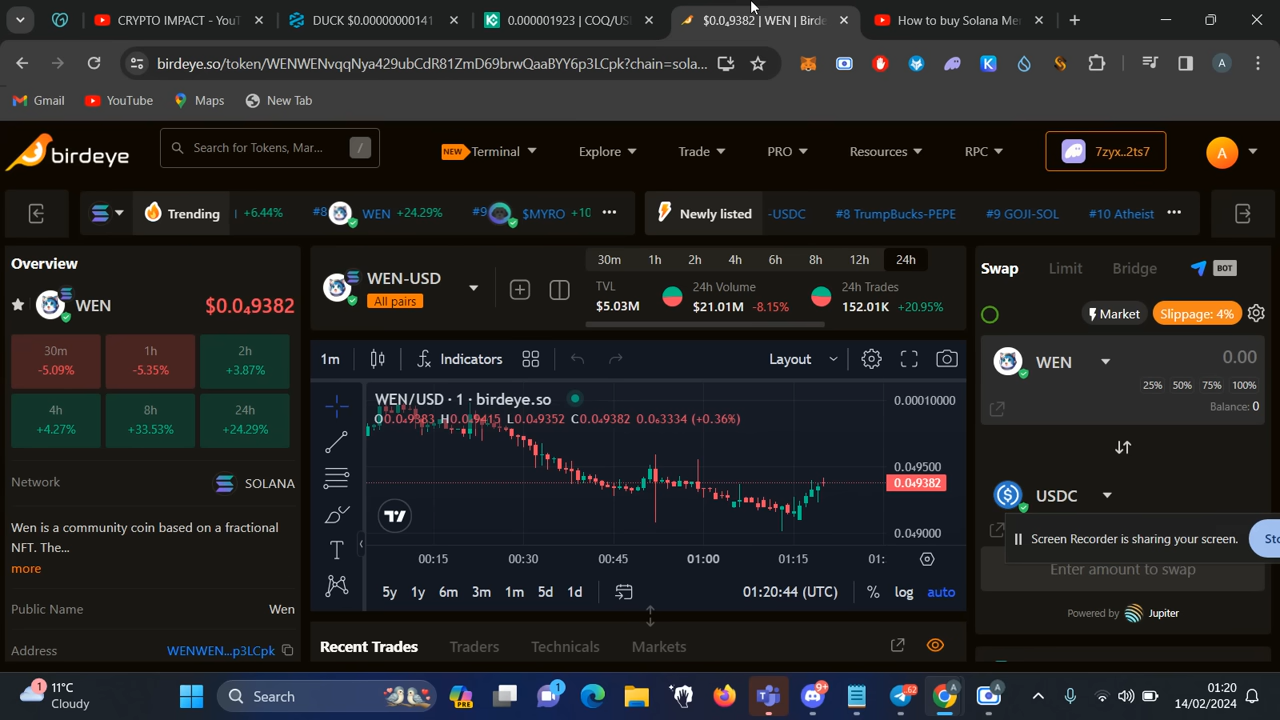 CRYPTO IMPACT - YouT
DUCK $0.00000000141
0.000001923 | COQ/US
$0.0₄9382 | WEN | Birde
How to buy Solana Me
birdeye.so/token/WENWENvqqNya429ubCdR81ZmD69brwQaaBYY6p3LCpk?chain=sola...
A
Gmail
YouTube
Maps
New Tab
birdeye
Search for Tokens, Mar...
/
NEW
Terminal
Explore
Trade
PRO
Resources
RPC
7zyx..2ts7
A
Trending
+6.44%
#8
WEN
+24.29%
#9
$MYRO
+10
Newly listed
-USDC
#8 TrumpBucks-PEPE
#9 GOJI-SOL
#10 Atheist
Overview
WEN
$0.0₄9382
30m
-5.09%
1h
-5.35%
2h
+3.87%
4h
+4.27%
8h
+33.53%
24h
+24.29%
Network
SOLANA
Wen is a community coin based on a fractional
NFT. The...
more
Public Name
Wen
Address
WENWEN...p3LCpk
WEN-USD
All pairs
30m
1h
2h
4h
6h
8h
12h
24h
TVL
$5.03M
24h Volume
$21.01M
-8.15%
24h Trades
152.01K
+20.95%
1m
Indicators
Layout
WEN/USD · 1 · birdeye.so
O0.0₄9383 H0.0₄9415 L0.0₄9352 C0.0₄9382 0.0₆3334 (+0.36%)
0.00010000
0.0₄9500
0.0₄9382
0.0₄9000
00:15
00:30
00:45
01:00
01:15
01:
5y
1y
6m
3m
1m
5d
1d
01:20:44 (UTC)
%
log
auto
Recent Trades
Traders
Technicals
Markets
Swap
Limit
Bridge
BOT
Market
Slippage: 4%
WEN
0.00
25%
50%
75%
100%
Balance: 0
USDC
Screen Recorder is sharing your screen.
Sto
Enter amount to swap
Powered by
Jupiter
1
11°C
Cloudy
Search
PRE
1
9+
62
A
A
01:20
14/02/2024